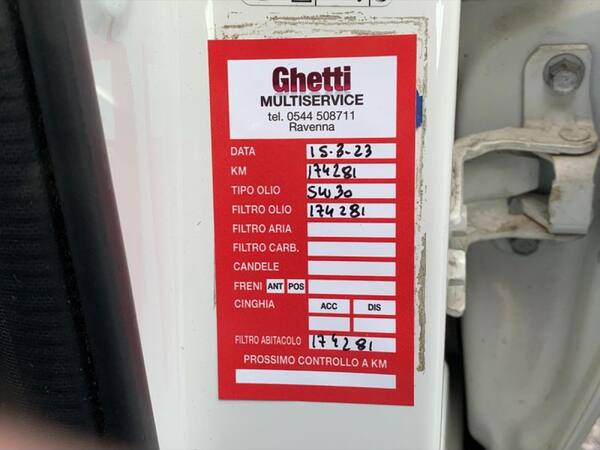 Ghetti
MULTISERVICE
tel. 0544 508711
Ravenna
DATA 15-3-23
KM 174281
TIPO OLIO 5W30
FILTRO OLIO 174281
FILTRO ARIA
FILTRO CARB.
CANDELE
FRENI ANT POS
CINGHIA ACC DIS
FILTRO ABITACOLO 174281
PROSSIMO CONTROLLO A KM